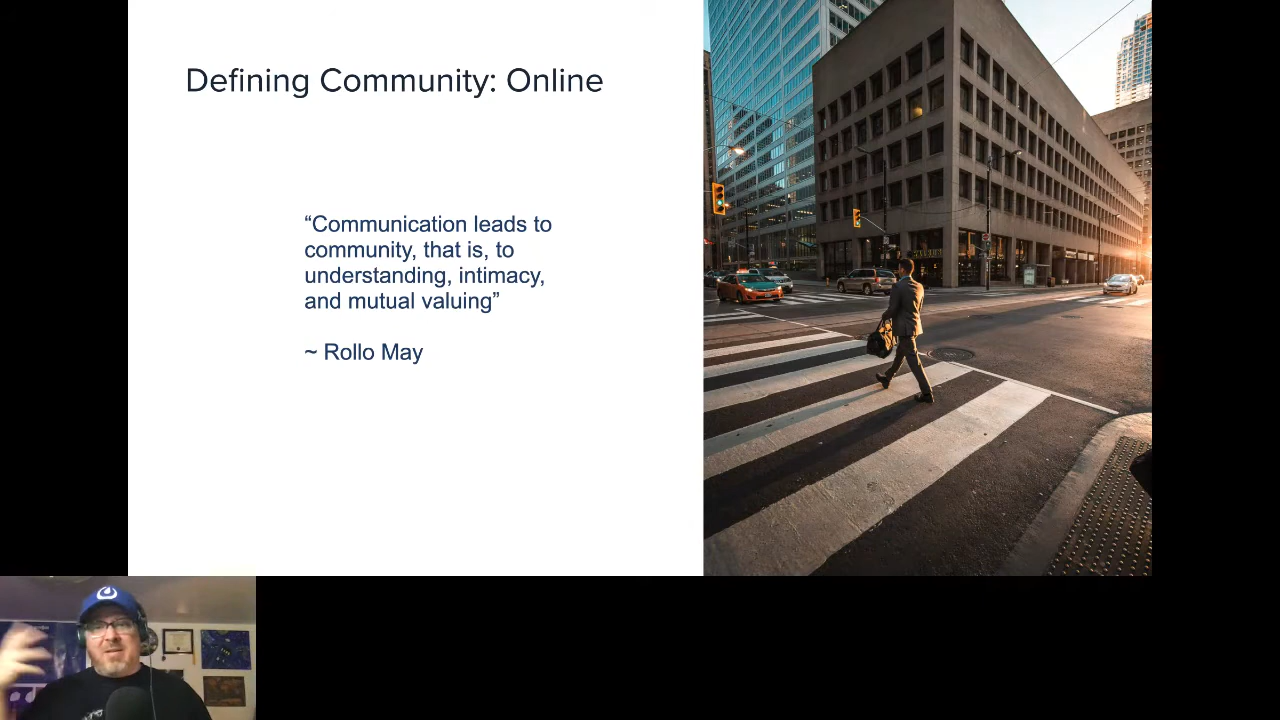 Defining Community: Online
“Communication leads to
community, that is, to
understanding, intimacy,
and mutual valuing”
~ Rollo May